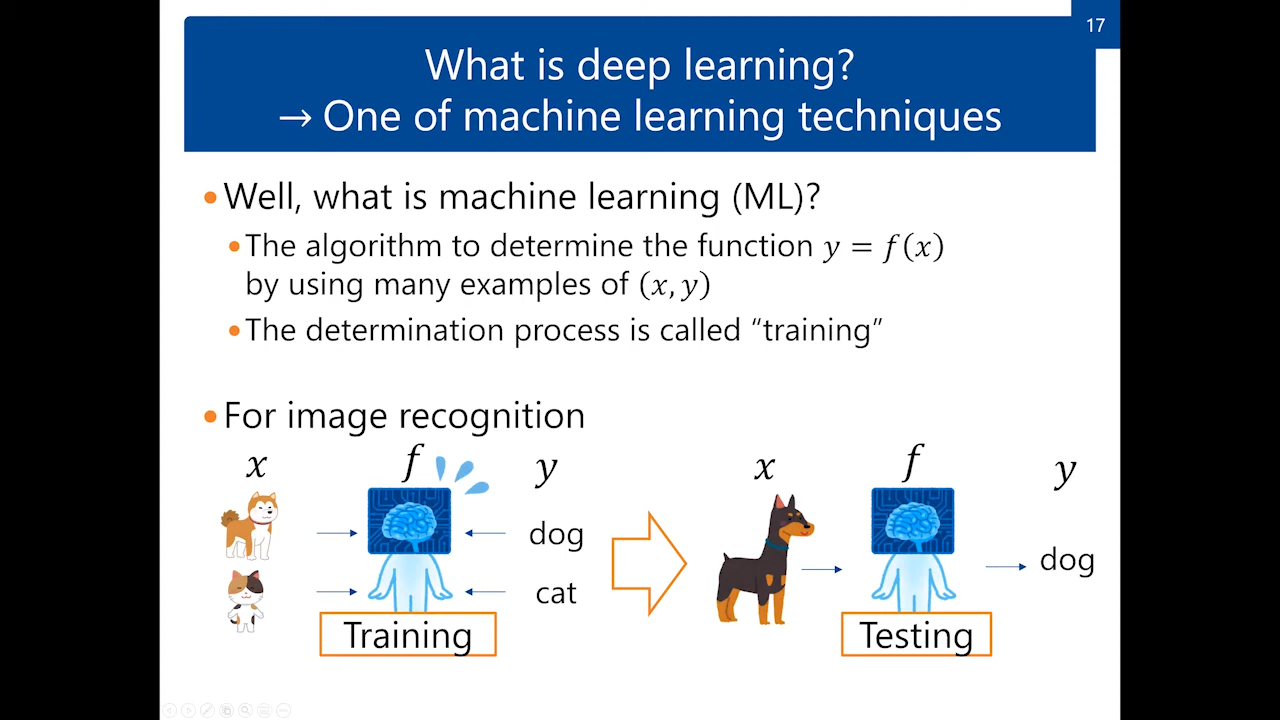 17
What is deep learning?
→ One of machine learning techniques
•Well, what is machine learning (ML)?
•The algorithm to determine the function y = f(x)
by using many examples of (x, y)
•The determination process is called “training”
•For image recognition
x f y
dog
cat
Training
x f y
dog
Testing